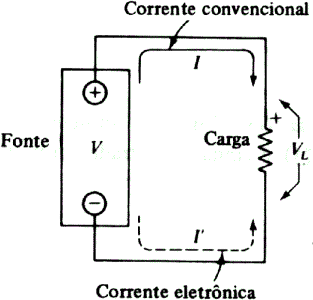 Corrente convencional
I
+
Fonte
V
Carga
+
V_L
−
I'
Corrente eletrônica